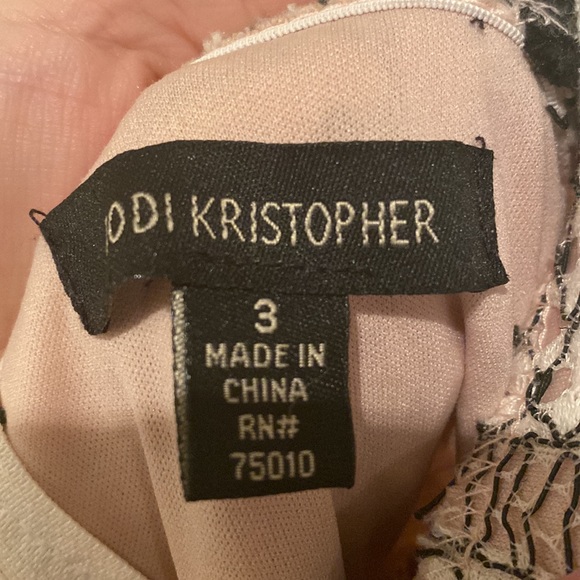 ODI KRISTOPHER
3
MADE IN
CHINA
RN#
75010